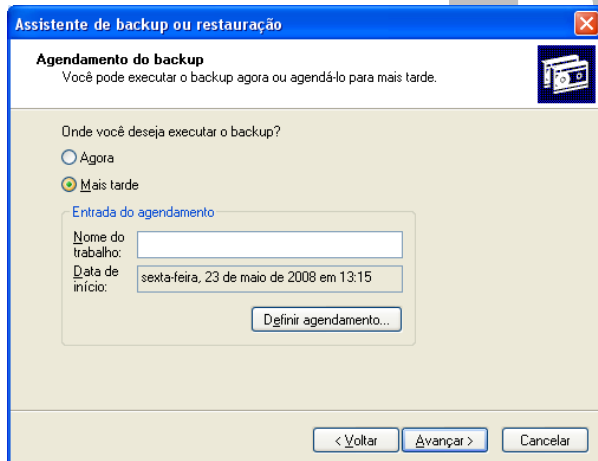 Assistente de backup ou restauração
Agendamento do backup
Você pode executar o backup agora ou agendá-lo para mais tarde.
Onde você deseja executar o backup?
Agora
Mais tarde
Entrada do agendamento
Nome do
trabalho:
Data de
início:
sexta-feira, 23 de maio de 2008 em 13:15
Definir agendamento...
< Voltar
Avançar >
Cancelar